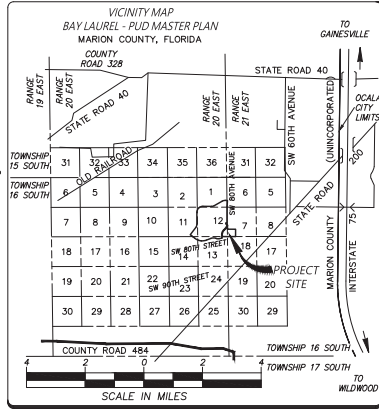 VICINITY MAP
BAY LAUREL - PUD MASTER PLAN
MARION COUNTY, FLORIDA
TO
GAINESVILLE
COUNTY
ROAD 328
STATE ROAD 40
RANGE
19 EAST
RANGE
20 EAST
STATE ROAD 40
RANGE
20 EAST
RANGE
21 EAST
SW 60TH AVENUE
(UNINCORPORATED)
OCALA
CITY
LIMITS
200
OLD RAILROAD
SW 80TH AVENUE
TOWNSHIP
15 SOUTH
31 32 33 34 35 36 31 32
TOWNSHIP
16 SOUTH
6 5 4 3 2 1 6 5
STATE ROAD
7 8 9 10 11 12 7 8
SW 80TH STREET
18 17 16 15 14 13 18 17
MARION COUNTY
INTERSTATE 75
PROJECT
SITE
SW 90TH STREET
19 20 21 22 23 24 19 20
30 29 28 27 26 25 30 29
COUNTY ROAD 484
TOWNSHIP 16 SOUTH
TOWNSHIP 17 SOUTH
4 2 0 2 4
SCALE IN MILES
TO
WILDWOOD